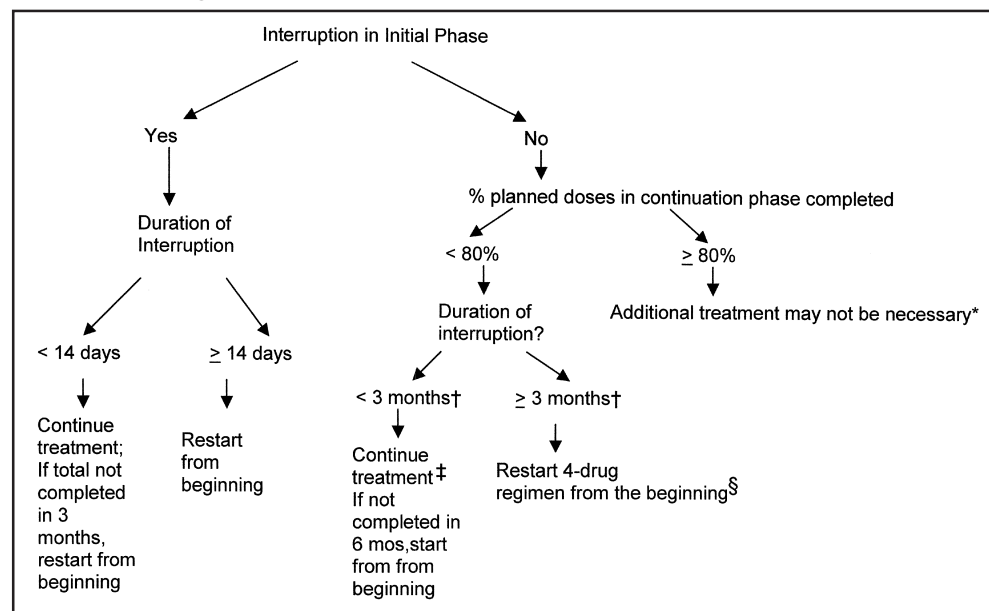 Interruption in Initial Phase
Yes
No
Duration of
Interruption
% planned doses in continuation phase completed
< 80%
≥ 80%
Duration of
interruption?
Additional treatment may not be necessary*
< 14 days
≥ 14 days
< 3 months†
≥ 3 months†
Continue
treatment;
If total not
completed
in 3
months,
restart from
beginning
Restart
from
beginning
Continue
treatment‡
If not
completed in
6 mos,start
from from
beginning
Restart 4-drug
regimen from the beginning§